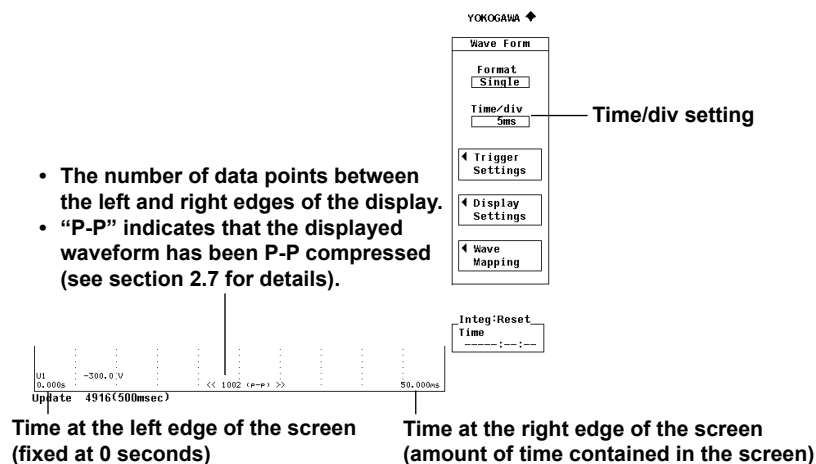 YOKOGAWA
Wave Form
Format
Single
Time/div
5ms
Time/div setting
Trigger
Settings
Display
Settings
Wave
Mapping
• The number of data points between
the left and right edges of the display.
• “P-P” indicates that the displayed
waveform has been P-P compressed
(see section 2.7 for details).
Integ:Reset
Time
-----:--:--
U1 -300.0 V
0.000s << 1002 (p-p) >> 50.000ms
Update 4916(500msec)
Time at the left edge of the screen
(fixed at 0 seconds)
Time at the right edge of the screen
(amount of time contained in the screen)